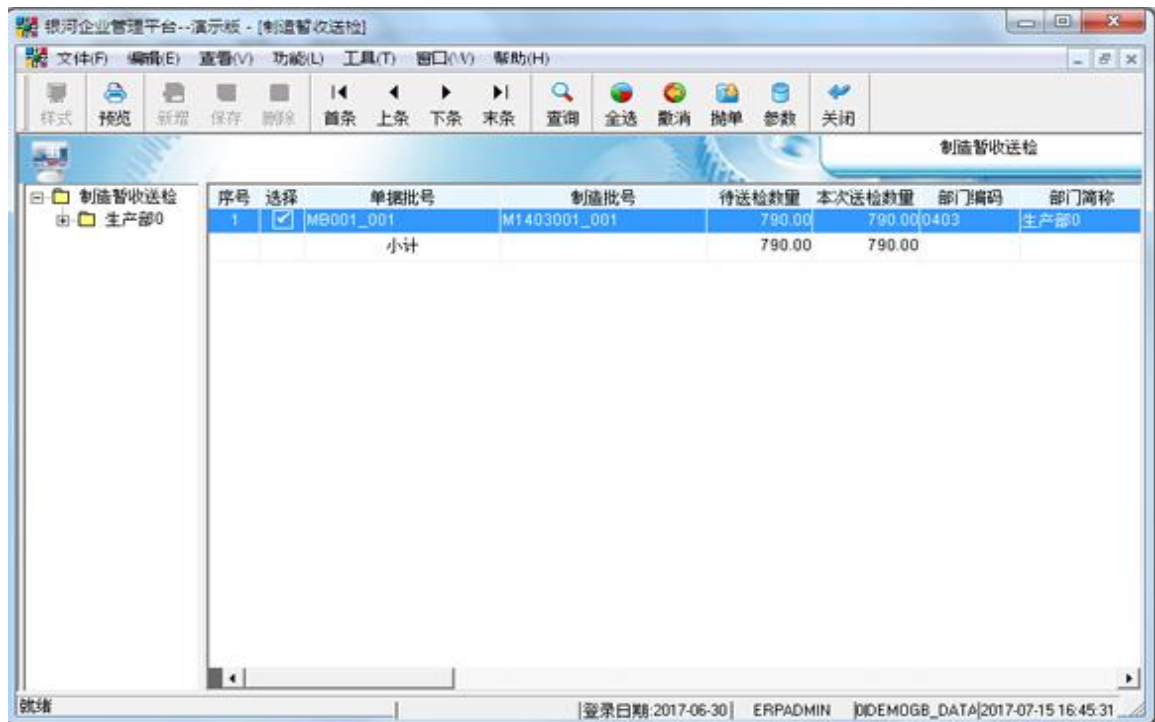 银河企业管理平台--演示版 - [制造暂收送检]
文件(F) 编辑(E) 查看(V) 功能(L) 工具(T) 窗口(W) 帮助(H)
样式 预览 新增 保存 删除 首条 上条 下条 末条 查询 全选 撤消 抛单 参数 关闭
制造暂收送检
制造暂收送检
生产部0
序号 选择 单据批号 制造批号 待送检数量 本次送检数量 部门编码 部门简称
1 MB001_001 M1403001_001 790.00 790.00 0403 生产部0
小计 790.00 790.00
就绪 登录日期:2017-06-30 ERPADMIN 0IDEMOGB_DATA 2017-07-15 16:45:31